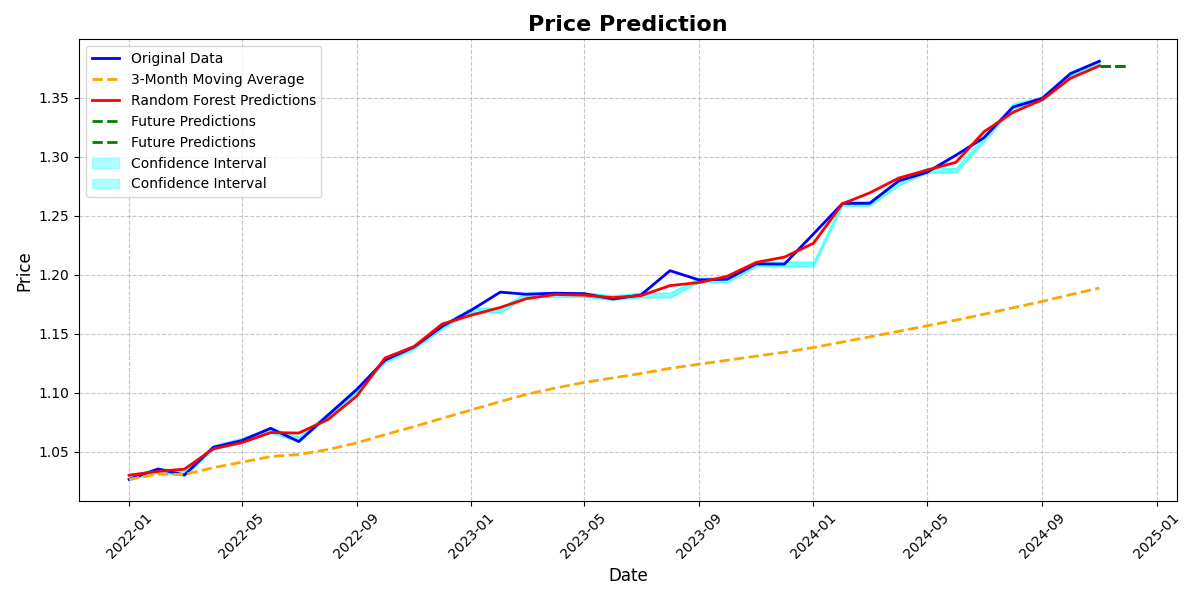 Price Prediction
Original Data
3-Month Moving Average
Random Forest Predictions
Future Predictions
Future Predictions
Confidence Interval
Confidence Interval
Price
1.35
1.30
1.25
1.20
1.15
1.10
1.05
2022-01
2022-05
2022-09
2023-01
2023-05
2023-09
2024-01
2024-05
2024-09
2025-01
Date